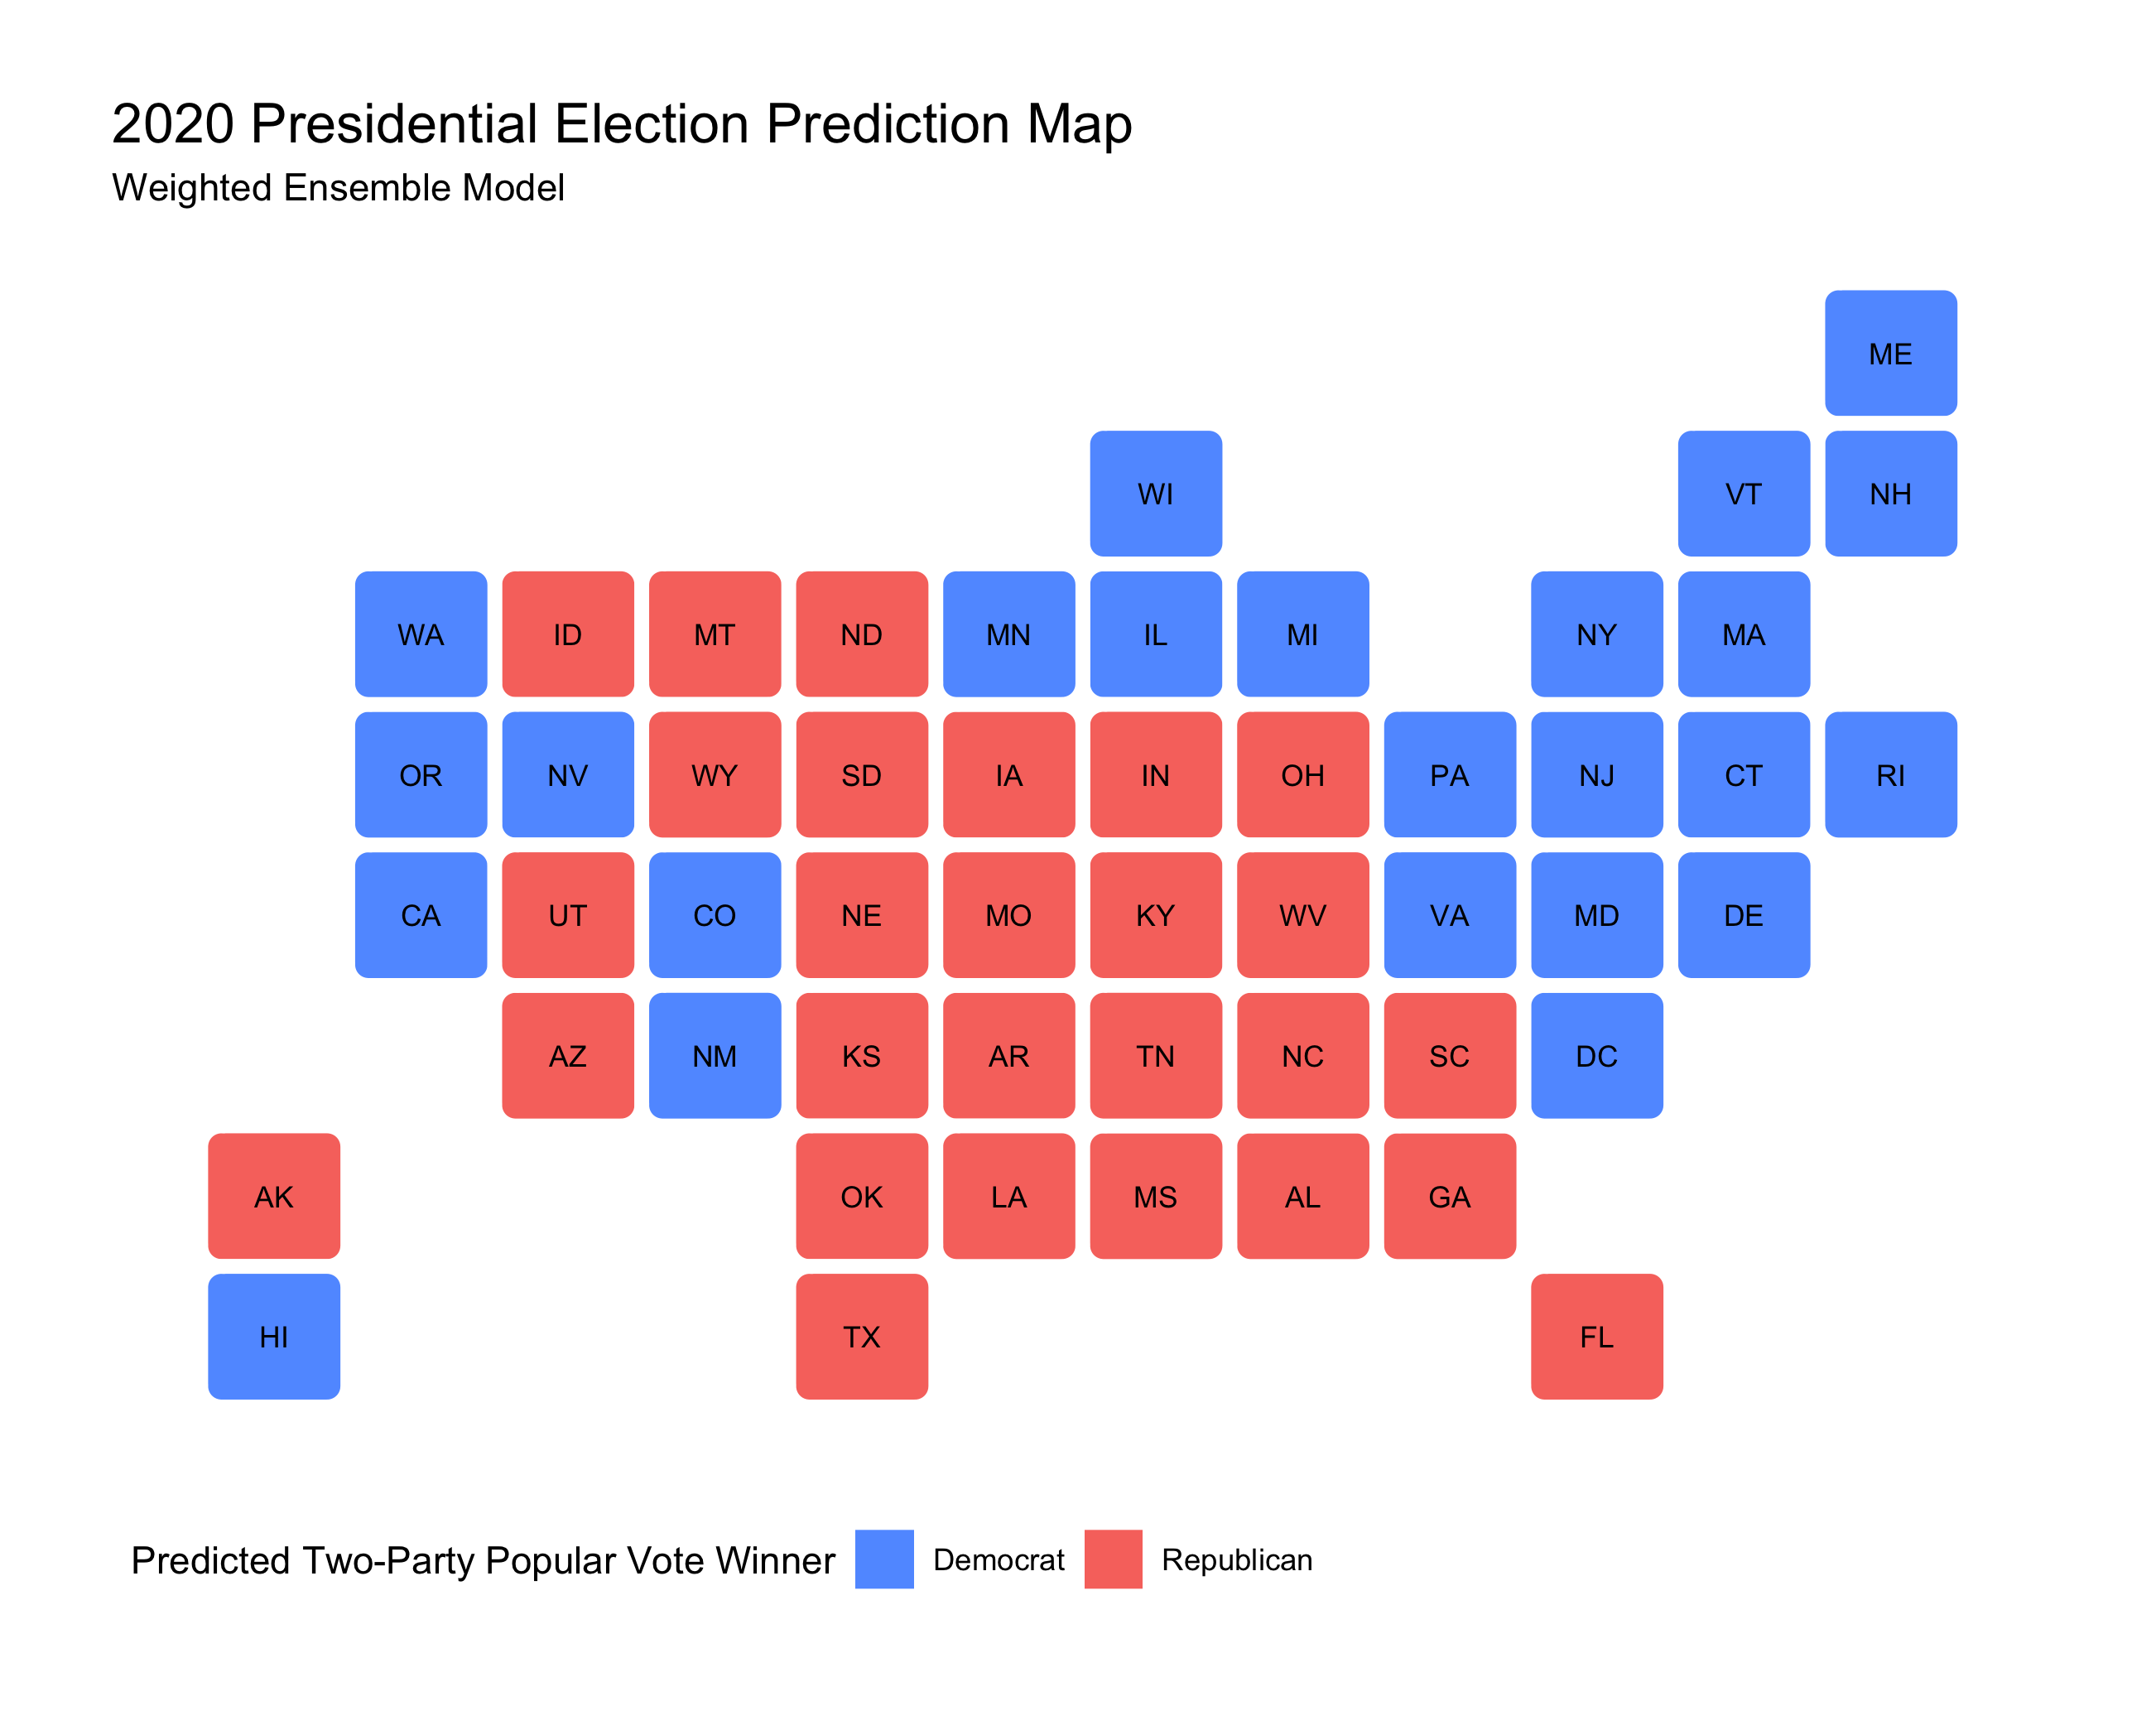 2020 Presidential Election Prediction Map
Weighted Ensemble Model
ME
WI VT NH
WA ID MT ND MN IL MI NY MA
OR NV WY SD IA IN OH PA NJ CT RI
CA UT CO NE MO KY WV VA MD DE
AZ NM KS AR TN NC SC DC
AK OK LA MS AL GA
HI TX FL
Predicted Two-Party Popular Vote Winner Democrat Republican